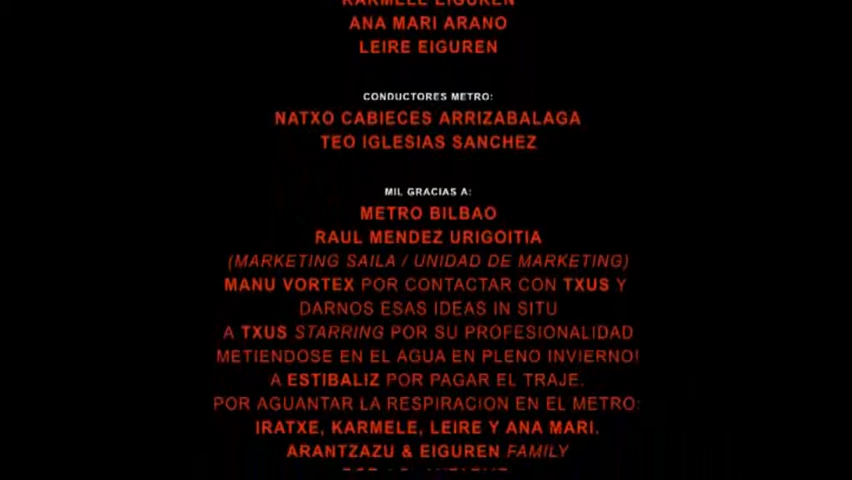 KARMELE EIGUREN
ANA MARI ARANO
LEIRE EIGUREN
CONDUCTORES METRO:
NATXO CABIECES ARRIZABALAGA
TEO IGLESIAS SANCHEZ
MIL GRACIAS A:
METRO BILBAO
RAUL MENDEZ URIGOITIA
(MARKETING SAILA / UNIDAD DE MARKETING)
MANU VORTEX POR CONTACTAR CON TXUS Y
DARNOS ESAS IDEAS IN SITU
A TXUS STARRING POR SU PROFESIONALIDAD
METIENDOSE EN EL AGUA EN PLENO INVIERNO!
A ESTIBALIZ POR PAGAR EL TRAJE.
POR AGUANTAR LA RESPIRACION EN EL METRO:
IRATXE, KARMELE, LEIRE Y ANA MARI.
ARANTZAZU & EIGUREN FAMILY